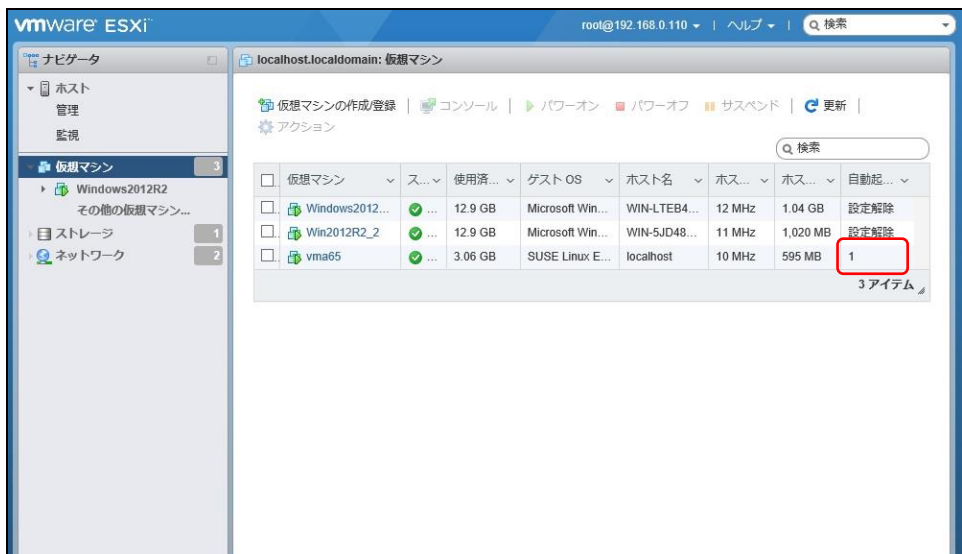 vmware ESXi™
root@192.168.0.110 | ヘルプ | 検索
ナビゲータ
ホスト
管理
監視
仮想マシン 3
Windows2012R2
その他の仮想マシン...
ストレージ 1
ネットワーク 2
localhost.localdomain: 仮想マシン
仮想マシンの作成/登録 | コンソール | パワーオン パワーオフ サスペンド | 更新 |
アクション
検索
仮想マシン ス... 使用済... ゲスト OS ホスト名 ホス... ホス... 自動起...
Windows2012... ... 12.9 GB Microsoft Win... WIN-LTEB4... 12 MHz 1.04 GB 設定解除
Win2012R2_2 ... 12.9 GB Microsoft Win... WIN-5JD48... 11 MHz 1,020 MB 設定解除
vma65 ... 3.06 GB SUSE Linux E... localhost 10 MHz 595 MB 1
3 アイテム